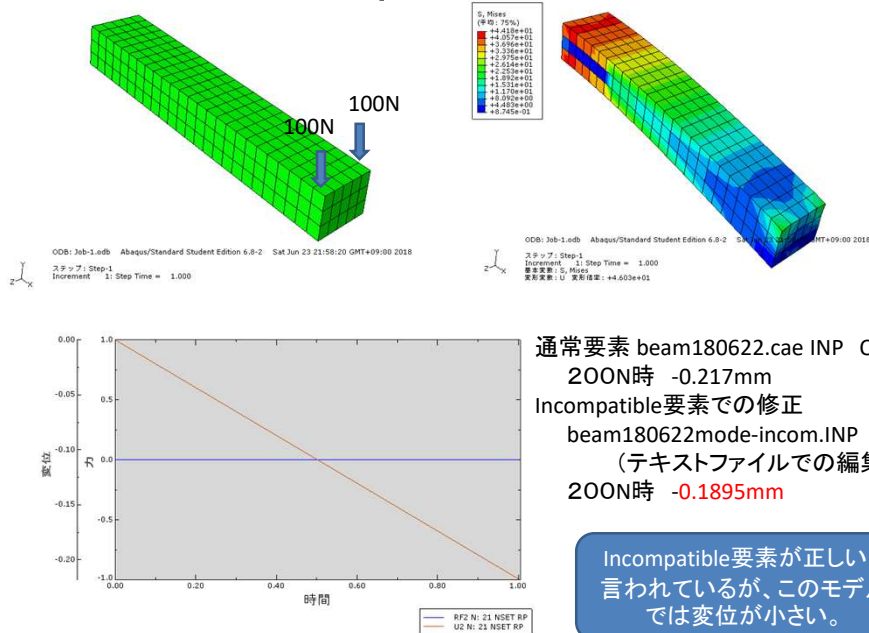 100N
100N
ODB: Job-1.odb Abaqus/Standard Student Edition 6.8-2 Sat Jun 23 21:58:20 GMT+09:00 2018
ステップ: Step-1
Increment 1: Step Time = 1.000
Y
Z X
S, Mises
(平均: 75%)
+4.418e+01
+4.057e+01
+3.696e+01
+3.336e+01
+2.975e+01
+2.614e+01
+2.253e+01
+1.892e+01
+1.531e+01
+1.170e+01
+8.092e+00
+4.483e+00
+8.745e-01
ODB: Job-1.odb Abaqus/Standard Student Edition 6.8-2 Sat Jun 23 GMT+09:00 2018
ステップ: Step-1
Increment 1: Step Time = 1.000
基本変数: S, Mises
変形変数: U 変形倍率: +4.603e+01
Y
Z X
0.00
-0.05
-0.10
-0.15
-0.20
変位
1.0
0.5
0.0
-0.5
-1.0
力
0.00 0.20 0.40 0.60 0.80 1.00
時間
RF2 N: 21 NSET RP
U2 N: 21 NSET RP
通常要素 beam180622.cae INP
200N時 -0.217mm
Incompatible要素での修正
beam180622mode-incom.INP
(テキストファイルでの編集
200N時 -0.1895mm
Incompatible要素が正しい
言われているが、このモデル
では変位が小さい。